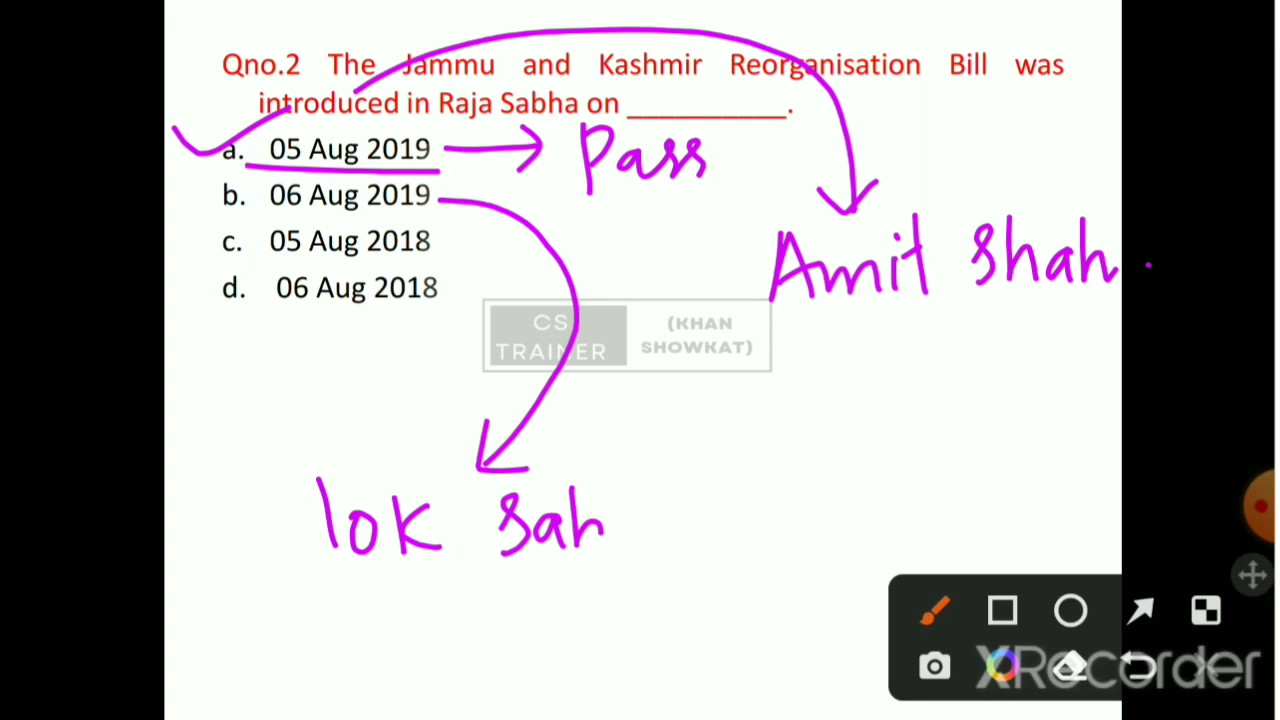 Qno.2 The Jammu and Kashmir Reorganisation Bill was
introduced in Raja Sabha on ___________.
a. 05 Aug 2019 Pass
b. 06 Aug 2019
c. 05 Aug 2018
Amit Shah
d. 06 Aug 2018
CS TRAINER
(KHAN SHOWKAT)
lok Sah
XRecorder